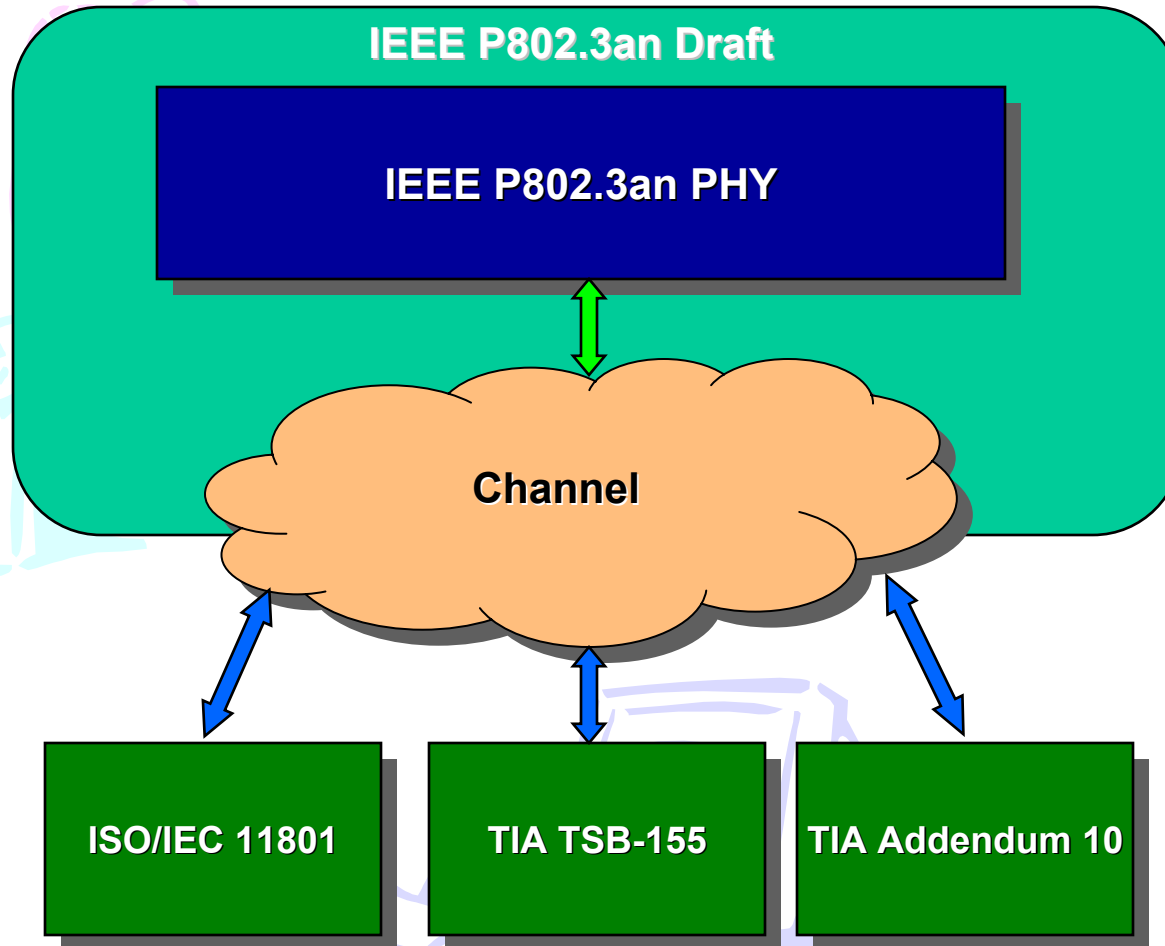 IEEE P802.3an Draft
IEEE P802.3an PHY
Channel
ISO/IEC 11801
TIA TSB-155
TIA Addendum 10